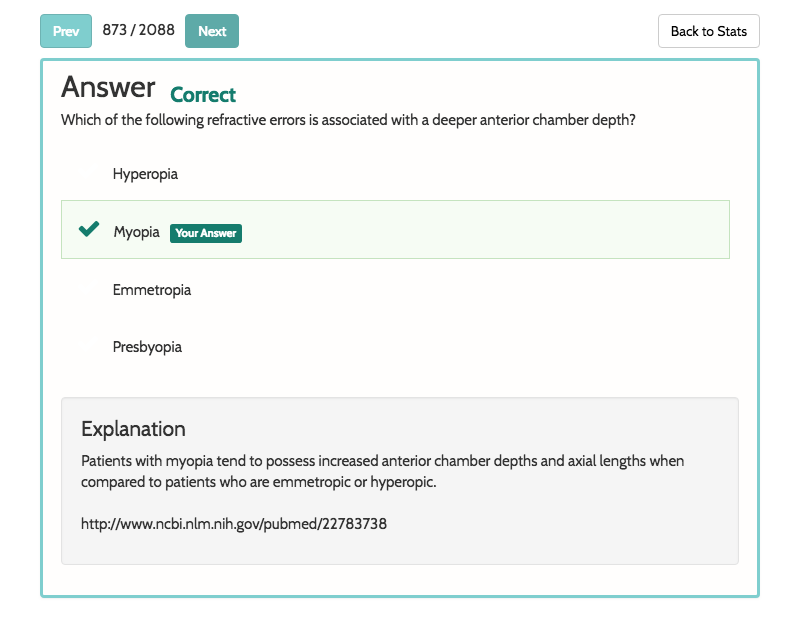 Prev 873 / 2088 Next Back to Stats
Answer Correct
Which of the following refractive errors is associated with a deeper anterior chamber depth?
Hyperopia
Myopia Your Answer
Emmetropia
Presbyopia
Explanation
Patients with myopia tend to possess increased anterior chamber depths and axial lengths when
compared to patients who are emmetropic or hyperopic.
http://www.ncbi.nlm.nih.gov/pubmed/22783738